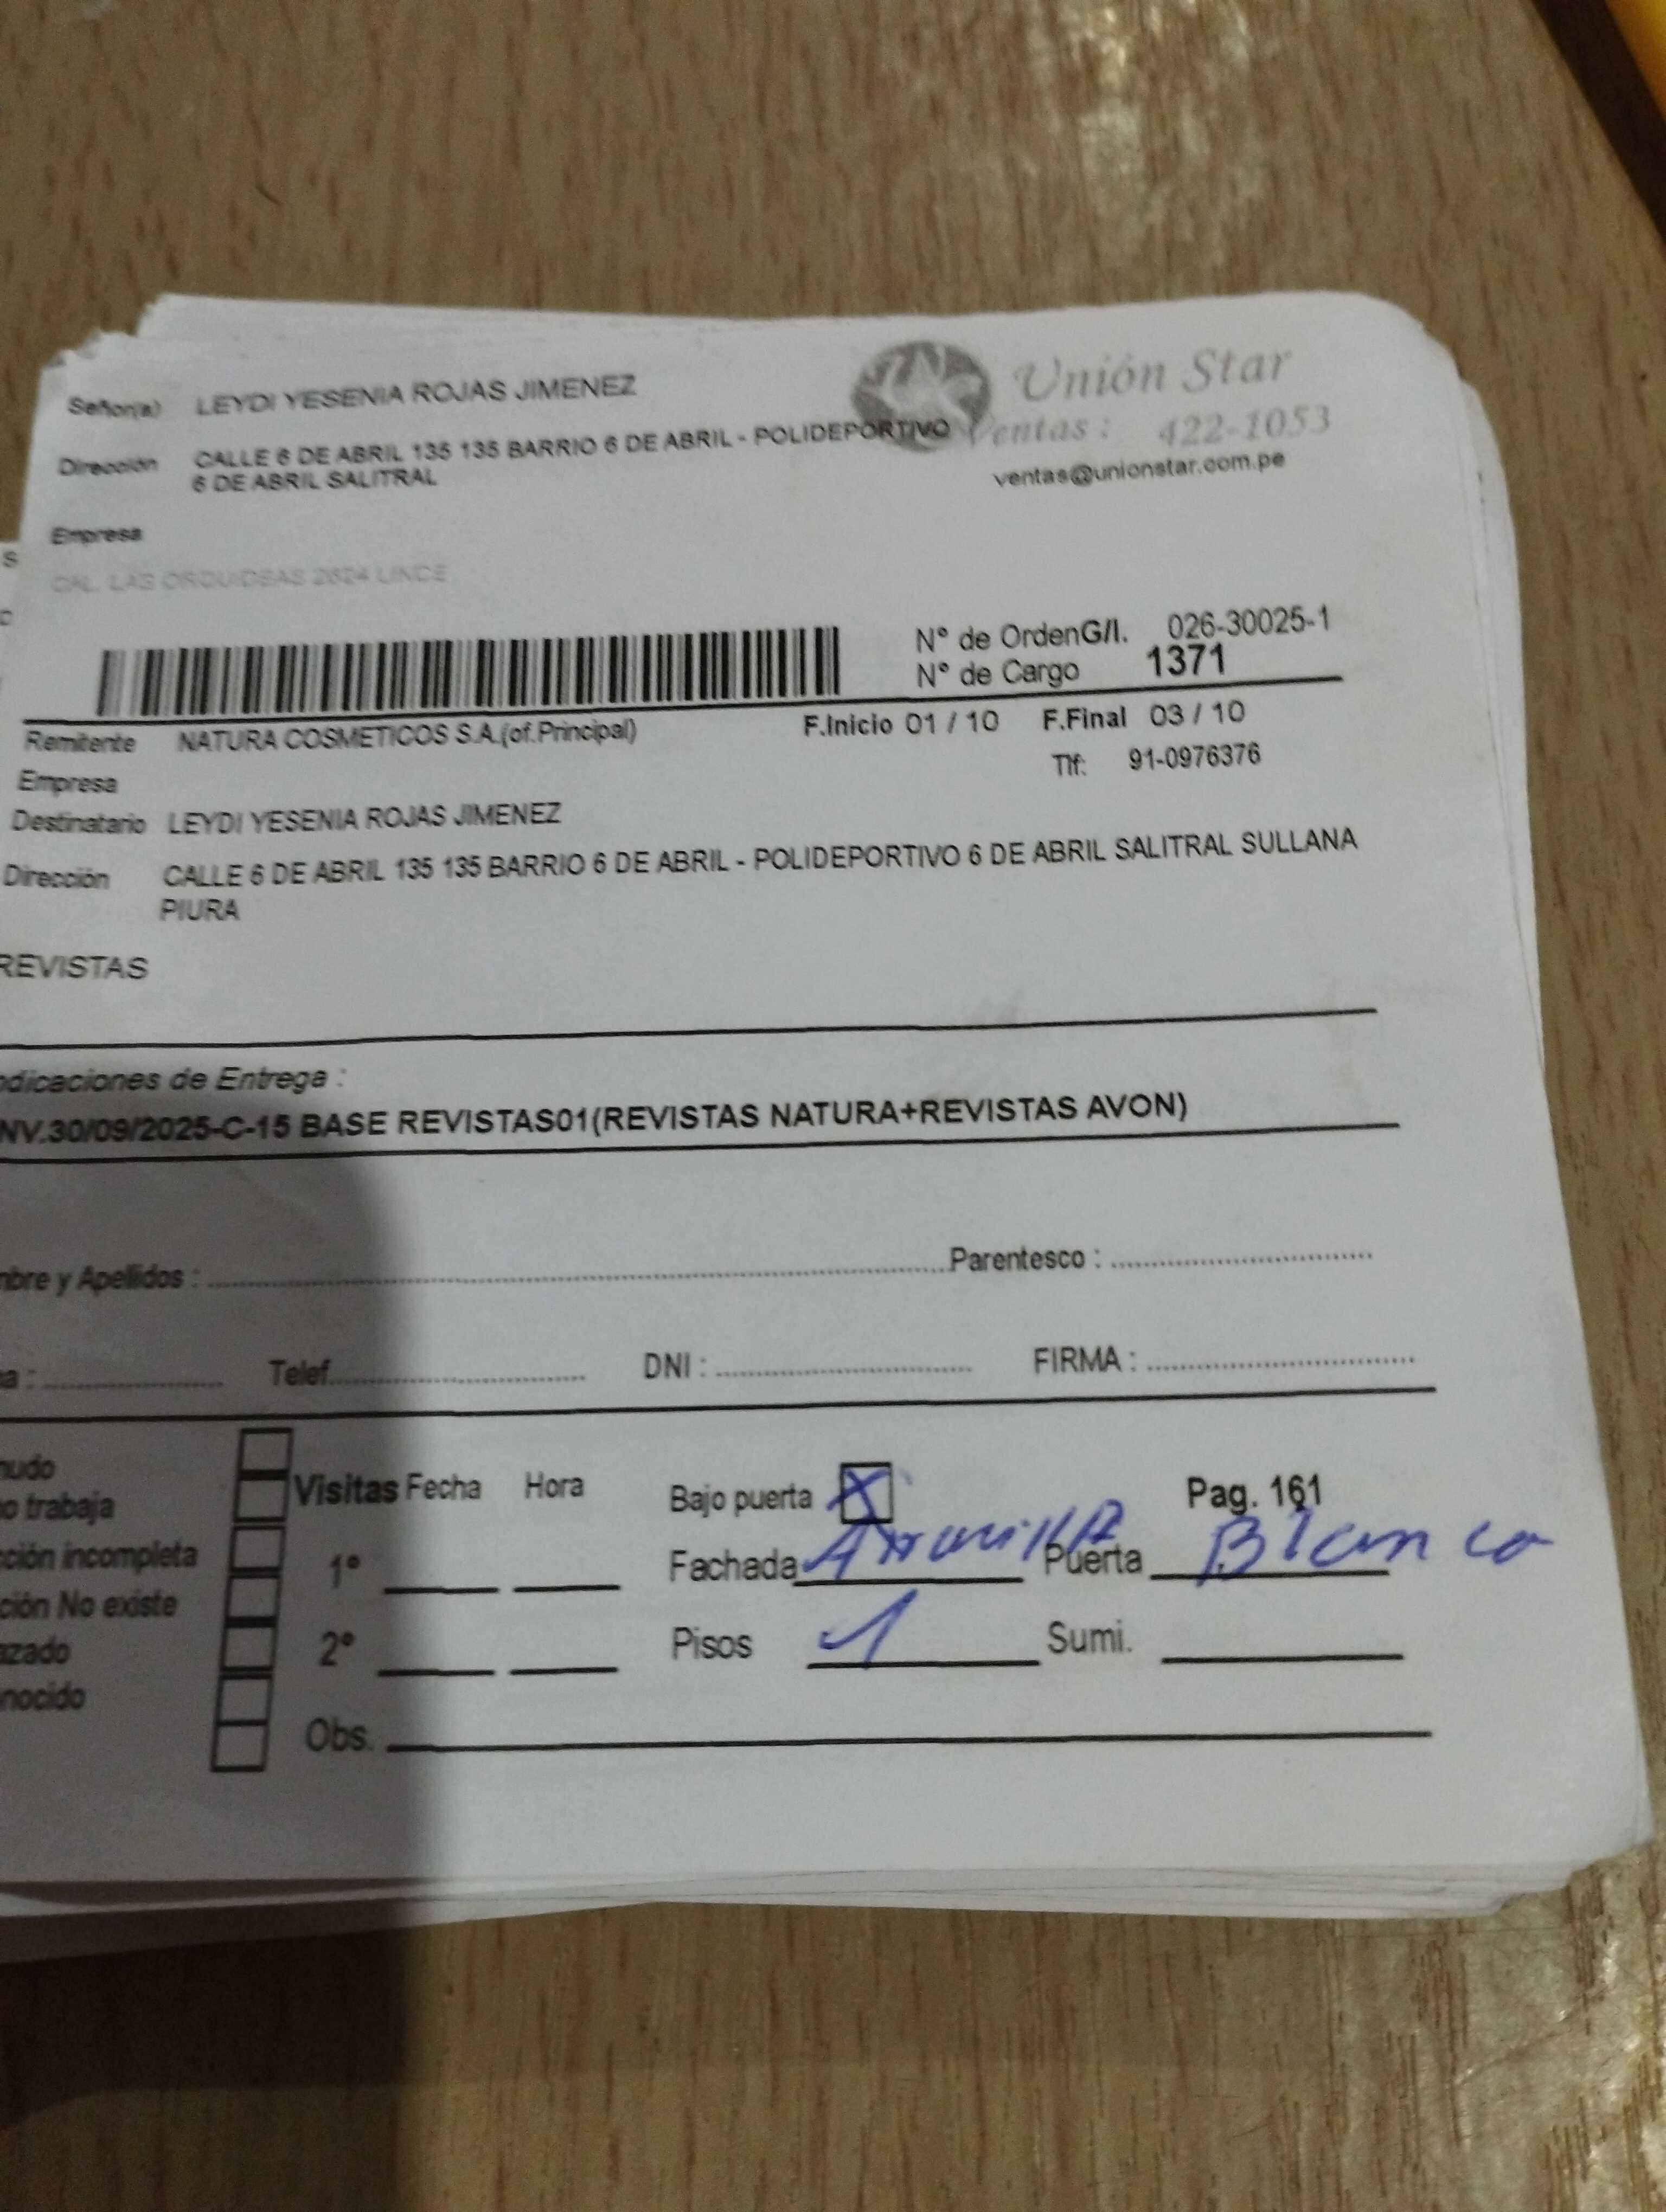 Unión Star
Señor(a) LEYDI YESENIA ROJAS JIMENEZ
Ventas : 422-1053
Dirección CALLE 6 DE ABRIL 135 135 BARRIO 6 DE ABRIL - POLIDEPORTIVO
6 DE ABRIL SALITRAL
ventas@unionstar.com.pe
Empresa
CAL. LAS ORQUIDEAS 2624 LINCE
N° de OrdenG/I. 026-30025-1
N° de Cargo 1371
Remitente NATURA COSMETICOS S.A.(of.Principal) F.Inicio 01 / 10 F.Final 03 / 10
Empresa Tlf: 91-0976376
Destinatario LEYDI YESENIA ROJAS JIMENEZ
Dirección CALLE 6 DE ABRIL 135 135 BARRIO 6 DE ABRIL - POLIDEPORTIVO 6 DE ABRIL SALITRAL SULLANA
PIURA
REVISTAS
ndicaciones de Entrega :
NV.30/09/2025-C-15 BASE REVISTAS01(REVISTAS NATURA+REVISTAS AVON)
mbre y Apellidos : Parentesco :
a : Telef. DNI : FIRMA :
nudo
o trabaja Visitas Fecha Hora Bajo puerta X Pag. 161
ción incompleta 1° Fachada Amarilla Puerta Blanca
ción No existe
azado 2° Pisos 1 Sumi.
nocido
Obs.